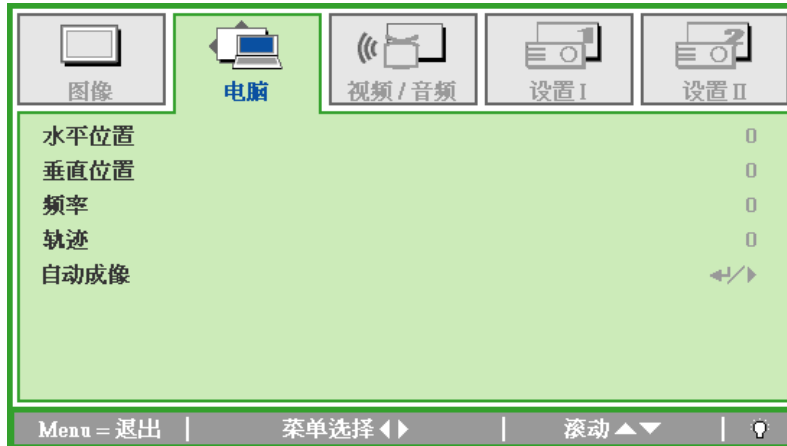 图像 电脑 视频 / 音频 设置 I 设置 II
水平位置 0
垂直位置 0
频率 0
轨迹 0
自动成像 /
Menu = 退出 菜单选择 滚动